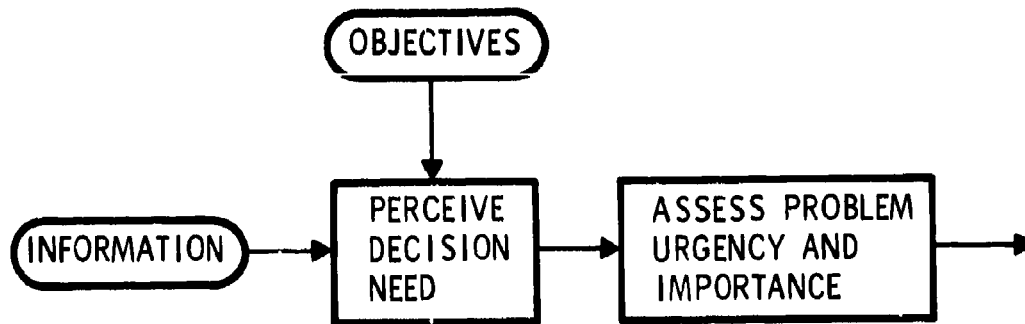 OBJECTIVES
INFORMATION
PERCEIVE
DECISION
NEED
ASSESS PROBLEM
URGENCY AND
IMPORTANCE